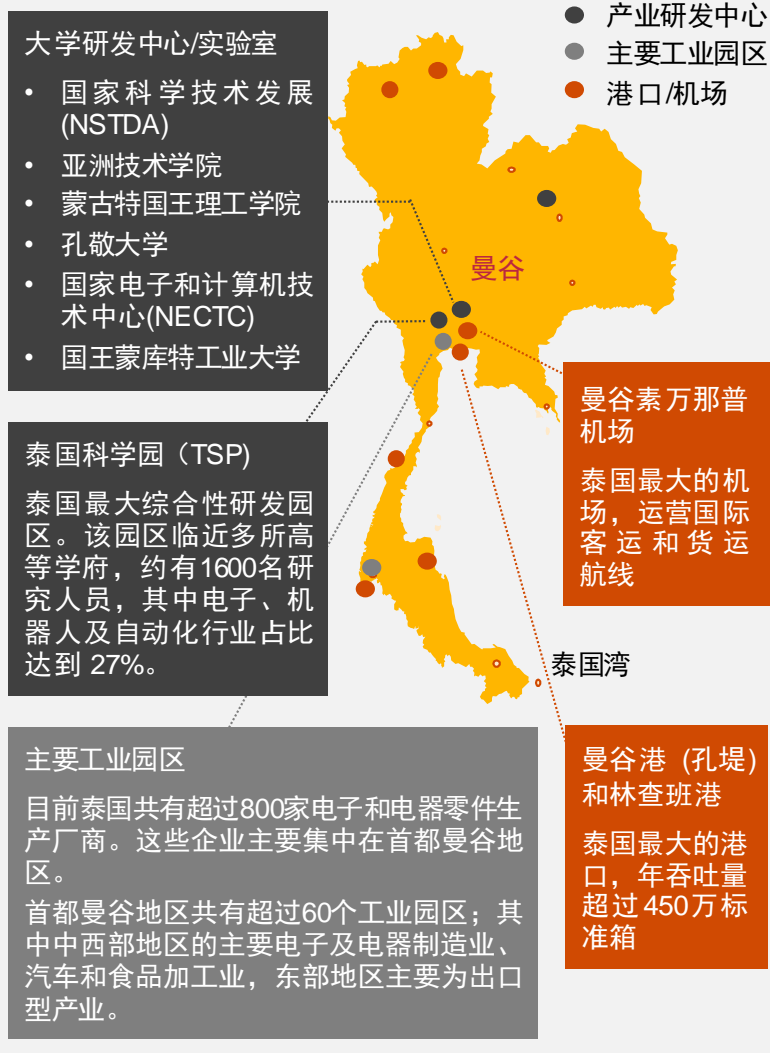 产业研发中心
主要工业园区
港口/机场
大学研发中心/实验室
• 国家科学技术发展
(NSTDA)
• 亚洲技术学院
• 蒙古特国王理工学院
• 孔敬大学
• 国家电子和计算机技
术中心(NECTC)
• 国王蒙库特工业大学
曼谷
泰国科学园（TSP)
泰国最大综合性研发园
区。该园区临近多所高
等学府，约有1600名研
究人员，其中电子、机
器人及自动化行业占比
达到 27%。
曼谷素万那普
机场
泰国最大的机
场，运营国际
客运和货运
航线
泰国湾
主要工业园区
目前泰国共有超过800家电子和电器零件生
产厂商。这些企业主要集中在首都曼谷地
区。
首都曼谷地区共有超过60个工业园区；其
中中西部地区的主要电子及电器制造业、
汽车和食品加工业，东部地区主要为出口
型产业。
曼谷港 (孔堤)
和林查班港
泰国最大的港
口，年吞吐量
超过450万标
准箱